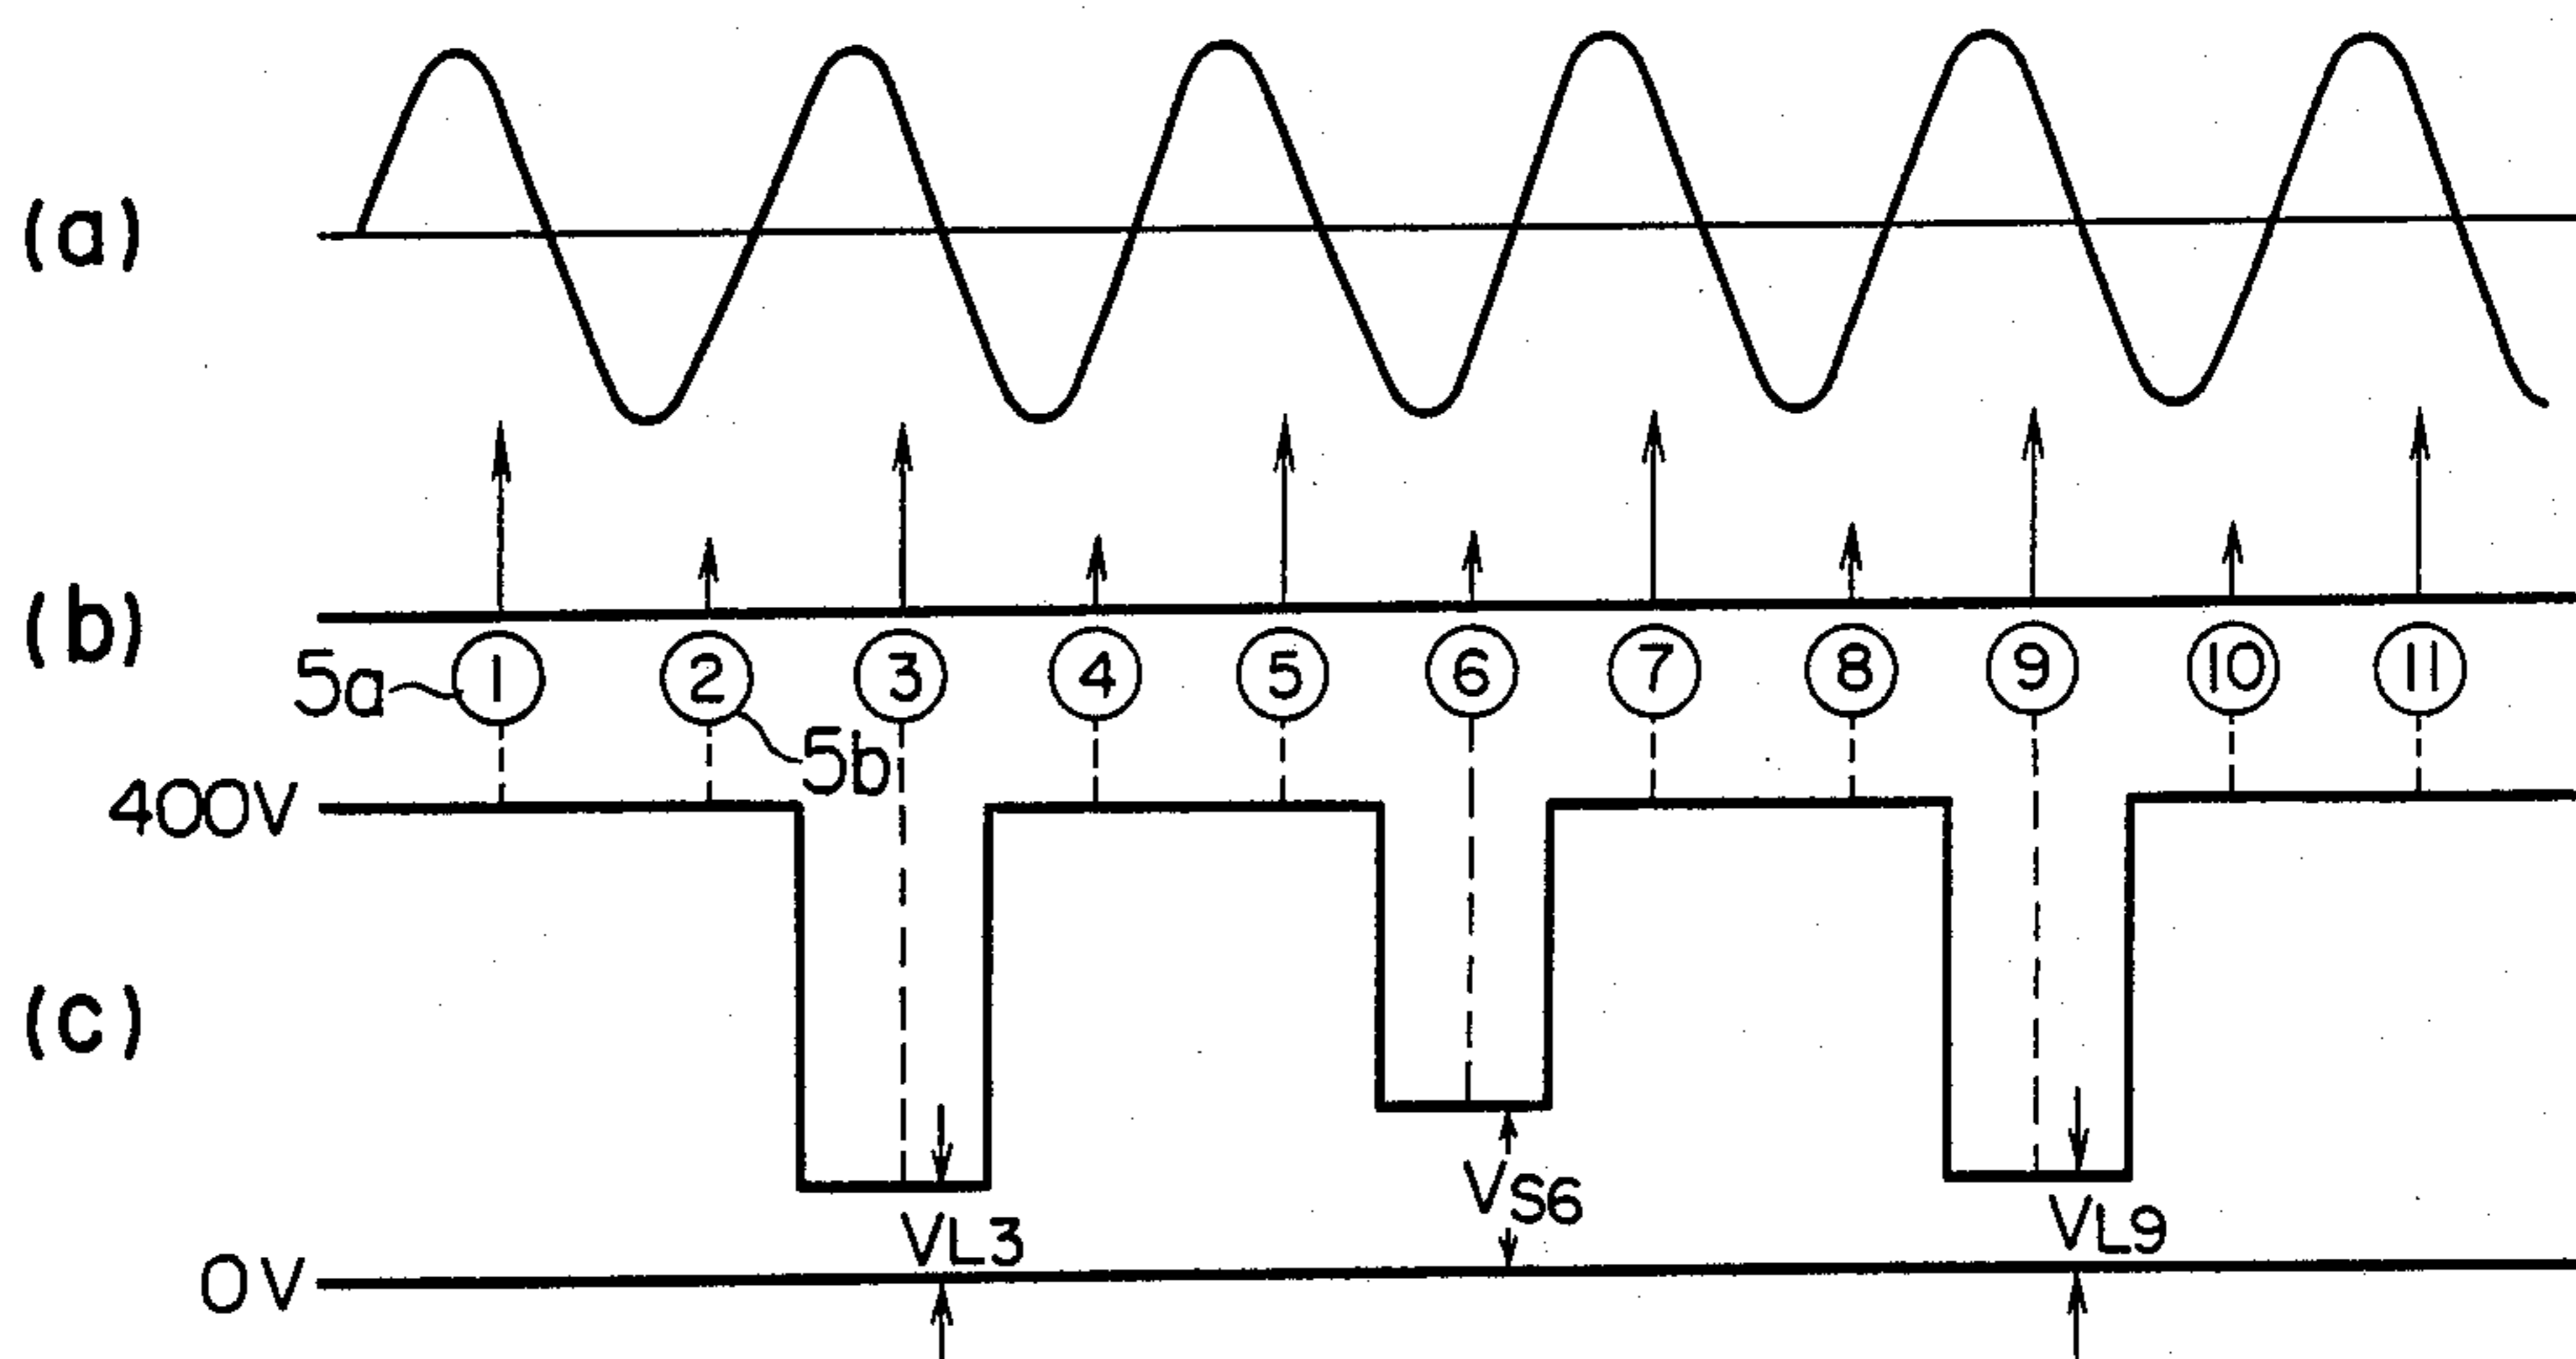 (a)
(b)
5a ① ② ③ ④ ⑤ ⑥ ⑦ ⑧ ⑨ ⑩ ⑪
5b
400V
(c)
VL3
VS6
VL9
0V